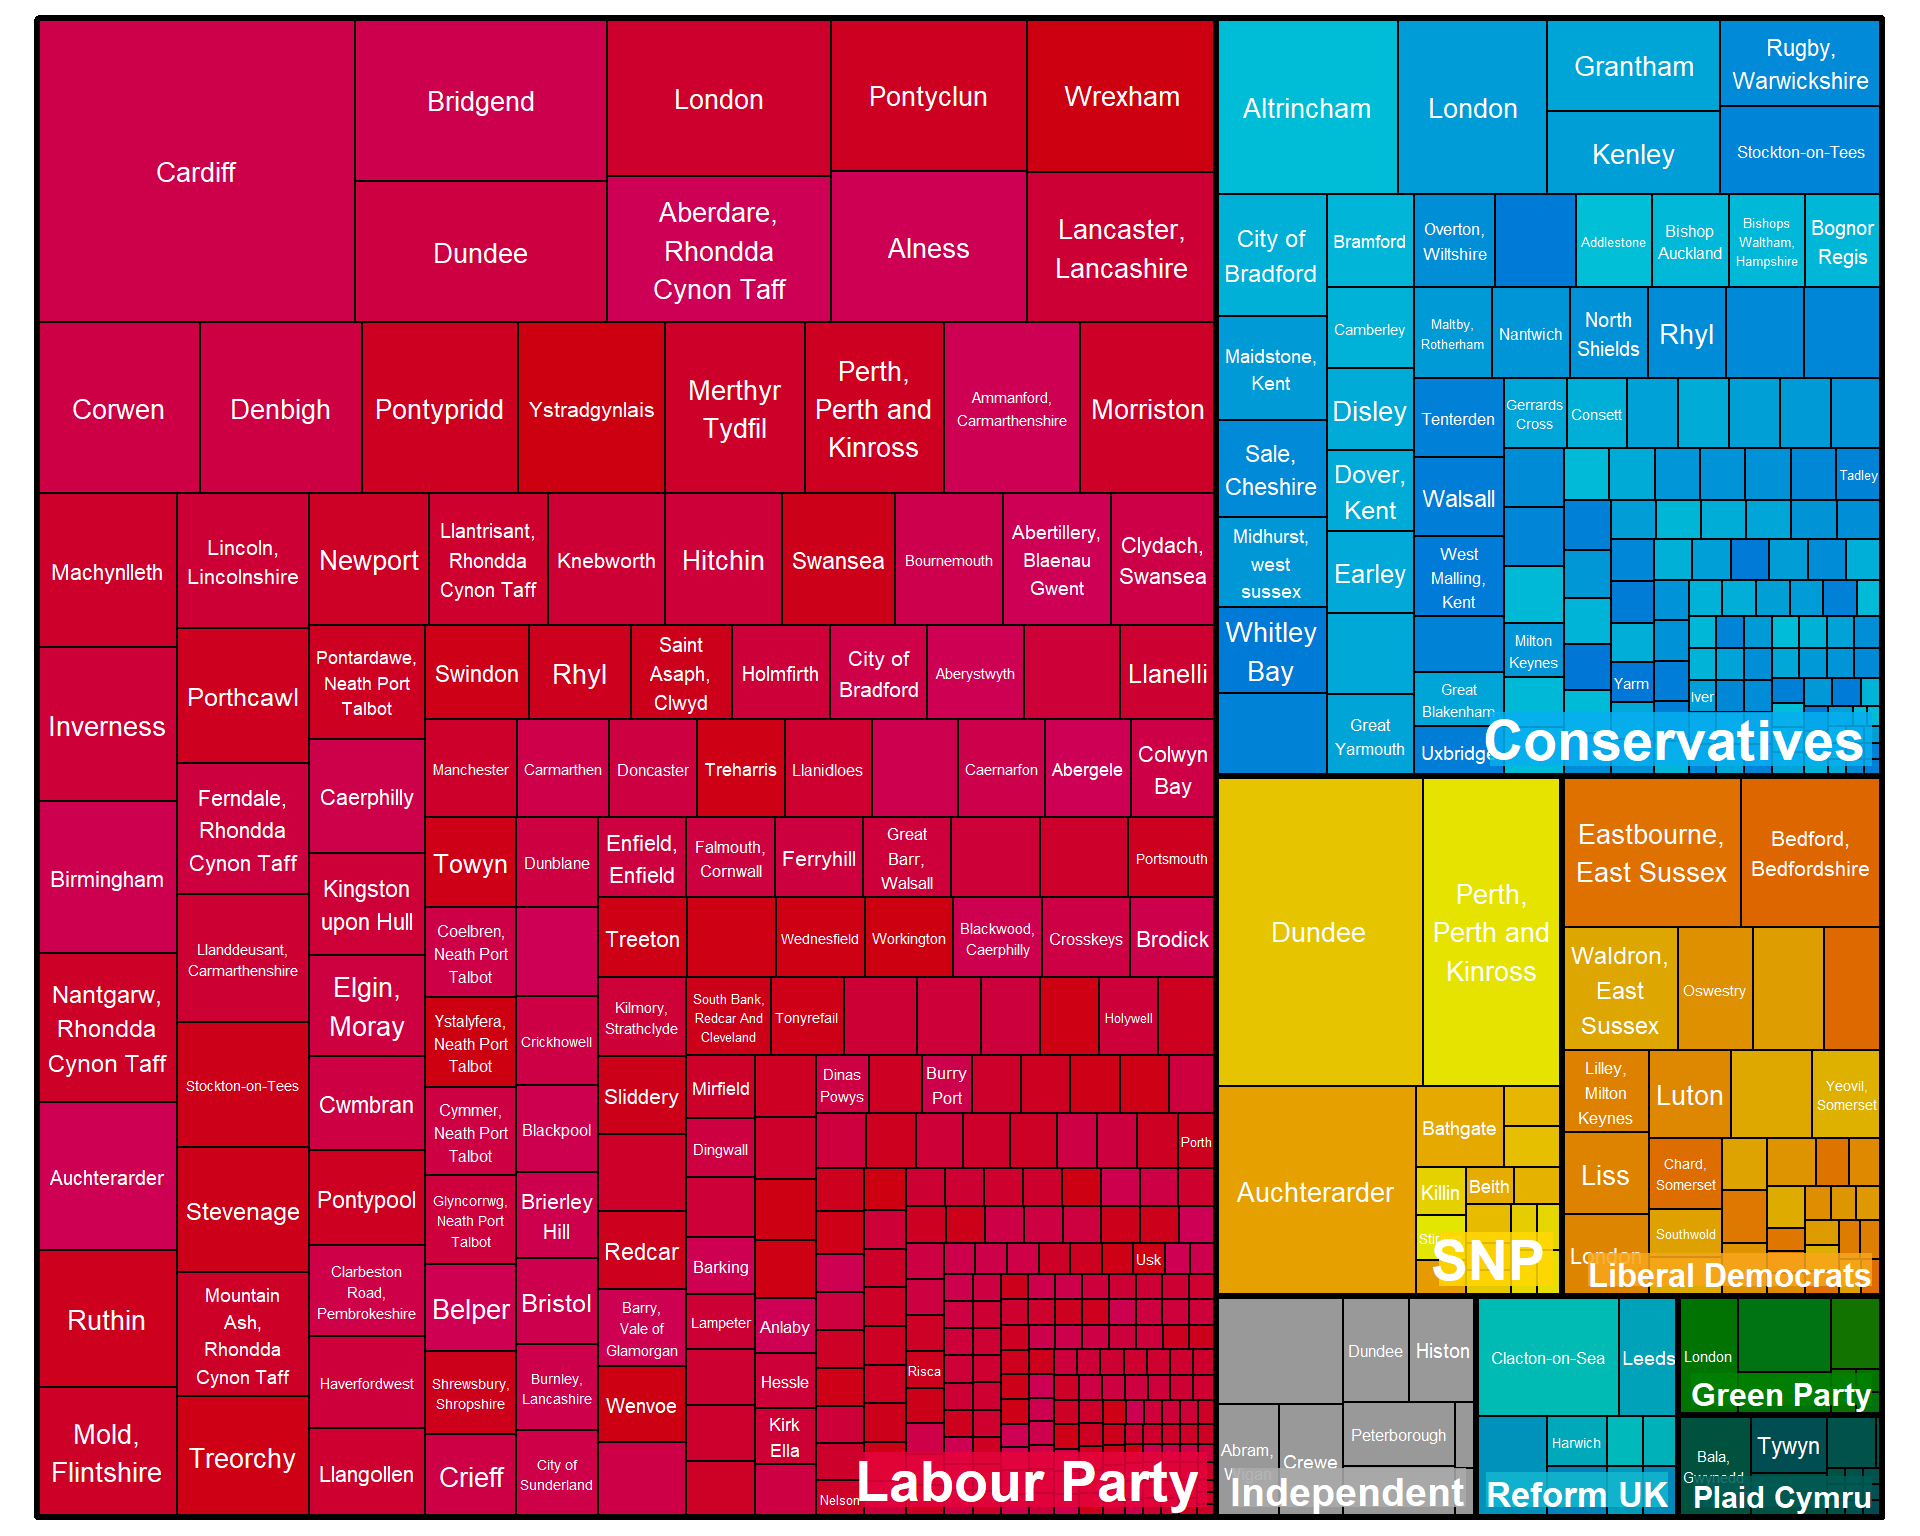 Cardiff
Bridgend
Dundee
London
Aberdare,
Rhondda
Cynon Taff
Pontyclun
Alness
Wrexham
Lancaster,
Lancashire
Corwen
Denbigh
Pontypridd
Ystradgynlais
Merthyr
Tydfil
Perth,
Perth and
Kinross
Ammanford,
Carmarthenshire
Morriston
Machynlleth
Inverness
Birmingham
Nantgarw,
Rhondda
Cynon Taff
Auchterarder
Ruthin
Mold,
Flintshire
Lincoln,
Lincolnshire
Porthcawl
Ferndale,
Rhondda
Cynon Taff
Llanddeusant,
Carmarthenshire
Stockton-on-Tees
Stevenage
Mountain
Ash,
Rhondda
Cynon Taff
Treorchy
Newport
Llantrisant,
Rhondda
Cynon Taff
Knebworth
Hitchin
Swansea
Bournemouth
Abertillery,
Blaenau
Gwent
Clydach,
Swansea
Pontardawe,
Neath Port
Talbot
Caerphilly
Kingston
upon Hull
Elgin,
Moray
Cwmbran
Pontypool
Clarbeston
Road,
Pembrokeshire
Haverfordwest
Llangollen
Swindon
Rhyl
Saint
Asaph,
Clwyd
Holmfirth
City of
Bradford
Aberystwyth
Llanelli
Manchester
Carmarthen
Doncaster
Treharris
Llanidloes
Caernarfon
Abergele
Colwyn
Bay
Towyn
Coelbren,
Neath Port
Talbot
Ystalyfera,
Neath Port
Talbot
Cymmer,
Neath Port
Talbot
Glyncorrwg,
Neath Port
Talbot
Belper
Shrewsbury,
Shropshire
Crieff
Dunblane
Crickhowell
Blackpool
Brierley
Hill
Bristol
Burnley,
Lancashire
City of
Sunderland
Enfield,
Enfield
Falmouth,
Cornwall
Ferryhill
Great
Barr,
Walsall
Portsmouth
Treeton
Wednesfield
Workington
Blackwood,
Caerphilly
Crosskeys
Brodick
Kilmory,
Strathclyde
South Bank,
Redcar And
Cleveland
Tonyrefail
Holywell
Sliddery
Redcar
Barry,
Vale of
Glamorgan
Wenvoe
Mirfield
Dingwall
Barking
Lampeter
Anlaby
Hessle
Kirk
Ella
Dinas
Powys
Burry
Port
Porth
Usk
Risca
Nelson
Labour Party
Altrincham
London
Grantham
Kenley
Rugby,
Warwickshire
Stockton-on-Tees
City of
Bradford
Maidstone,
Kent
Sale,
Cheshire
Midhurst,
west
sussex
Whitley
Bay
Bramford
Camberley
Disley
Dover,
Kent
Earley
Great
Yarmouth
Overton,
Wiltshire
Addlestone
Bishop
Auckland
Bishops
Waltham,
Hampshire
Bognor
Regis
Maltby,
Rotherham
Nantwich
North
Shields
Rhyl
Tenterden
Walsall
West
Malling,
Kent
Great
Blakenham
Uxbridge
Gerrards
Cross
Consett
Tadley
Milton
Keynes
Yarm
Iver
Conservatives
Dundee
Perth,
Perth and
Kinross
Auchterarder
Bathgate
Killin
Beith
SNP
Eastbourne,
East Sussex
Bedford,
Bedfordshire
Waldron,
East
Sussex
Oswestry
Lilley,
Milton
Keynes
Luton
Yeovil,
Somerset
Liss
Chard,
Somerset
Southwold
London
Liberal Democrats
Dundee
Histon
Peterborough
Abram,
Wigan
Crewe
Independent
Clacton-on-Sea
Leeds
Harwich
Reform UK
London
Green Party
Bala,
Gwynedd
Tywyn
Plaid Cymru